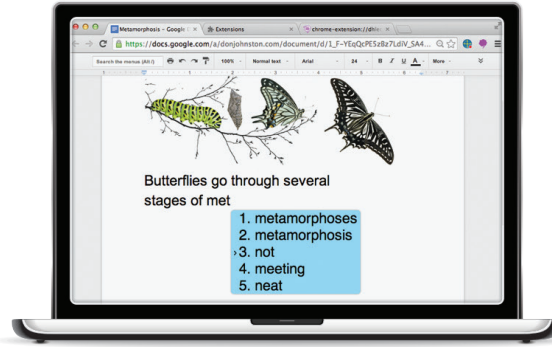 Metamorphosis – Google
Extensions
chrome-extension://dhie
https://docs.google.com/a/donjohnston.com/document/d/1_F-YEqQcPESzBz7LdiV_SA4...
Search the menus (Alt+/) 100% Normal text Arial 24 B I U A More
Butterflies go through several
stages of met
1. metamorphoses
2. metamorphosis
›3. not
4. meeting
5. neat